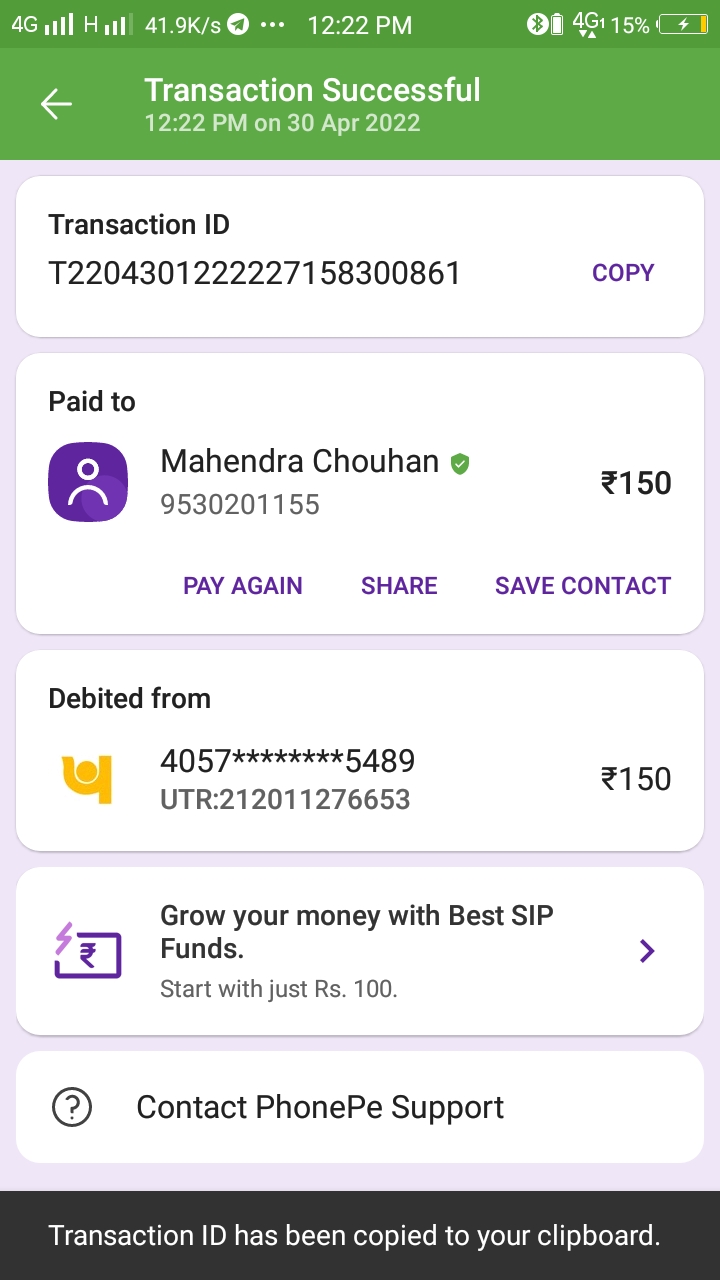 4G H 41.9K/s ••• 12:22 PM 4G1 15%
Transaction Successful
12:22 PM on 30 Apr 2022
Transaction ID
T2204301222227158300861 COPY
Paid to
Mahendra Chouhan
9530201155 ₹150
PAY AGAIN SHARE SAVE CONTACT
Debited from
4057********5489
UTR:212011276653 ₹150
Grow your money with Best SIP
Funds.
Start with just Rs. 100.
Contact PhonePe Support
Transaction ID has been copied to your clipboard.